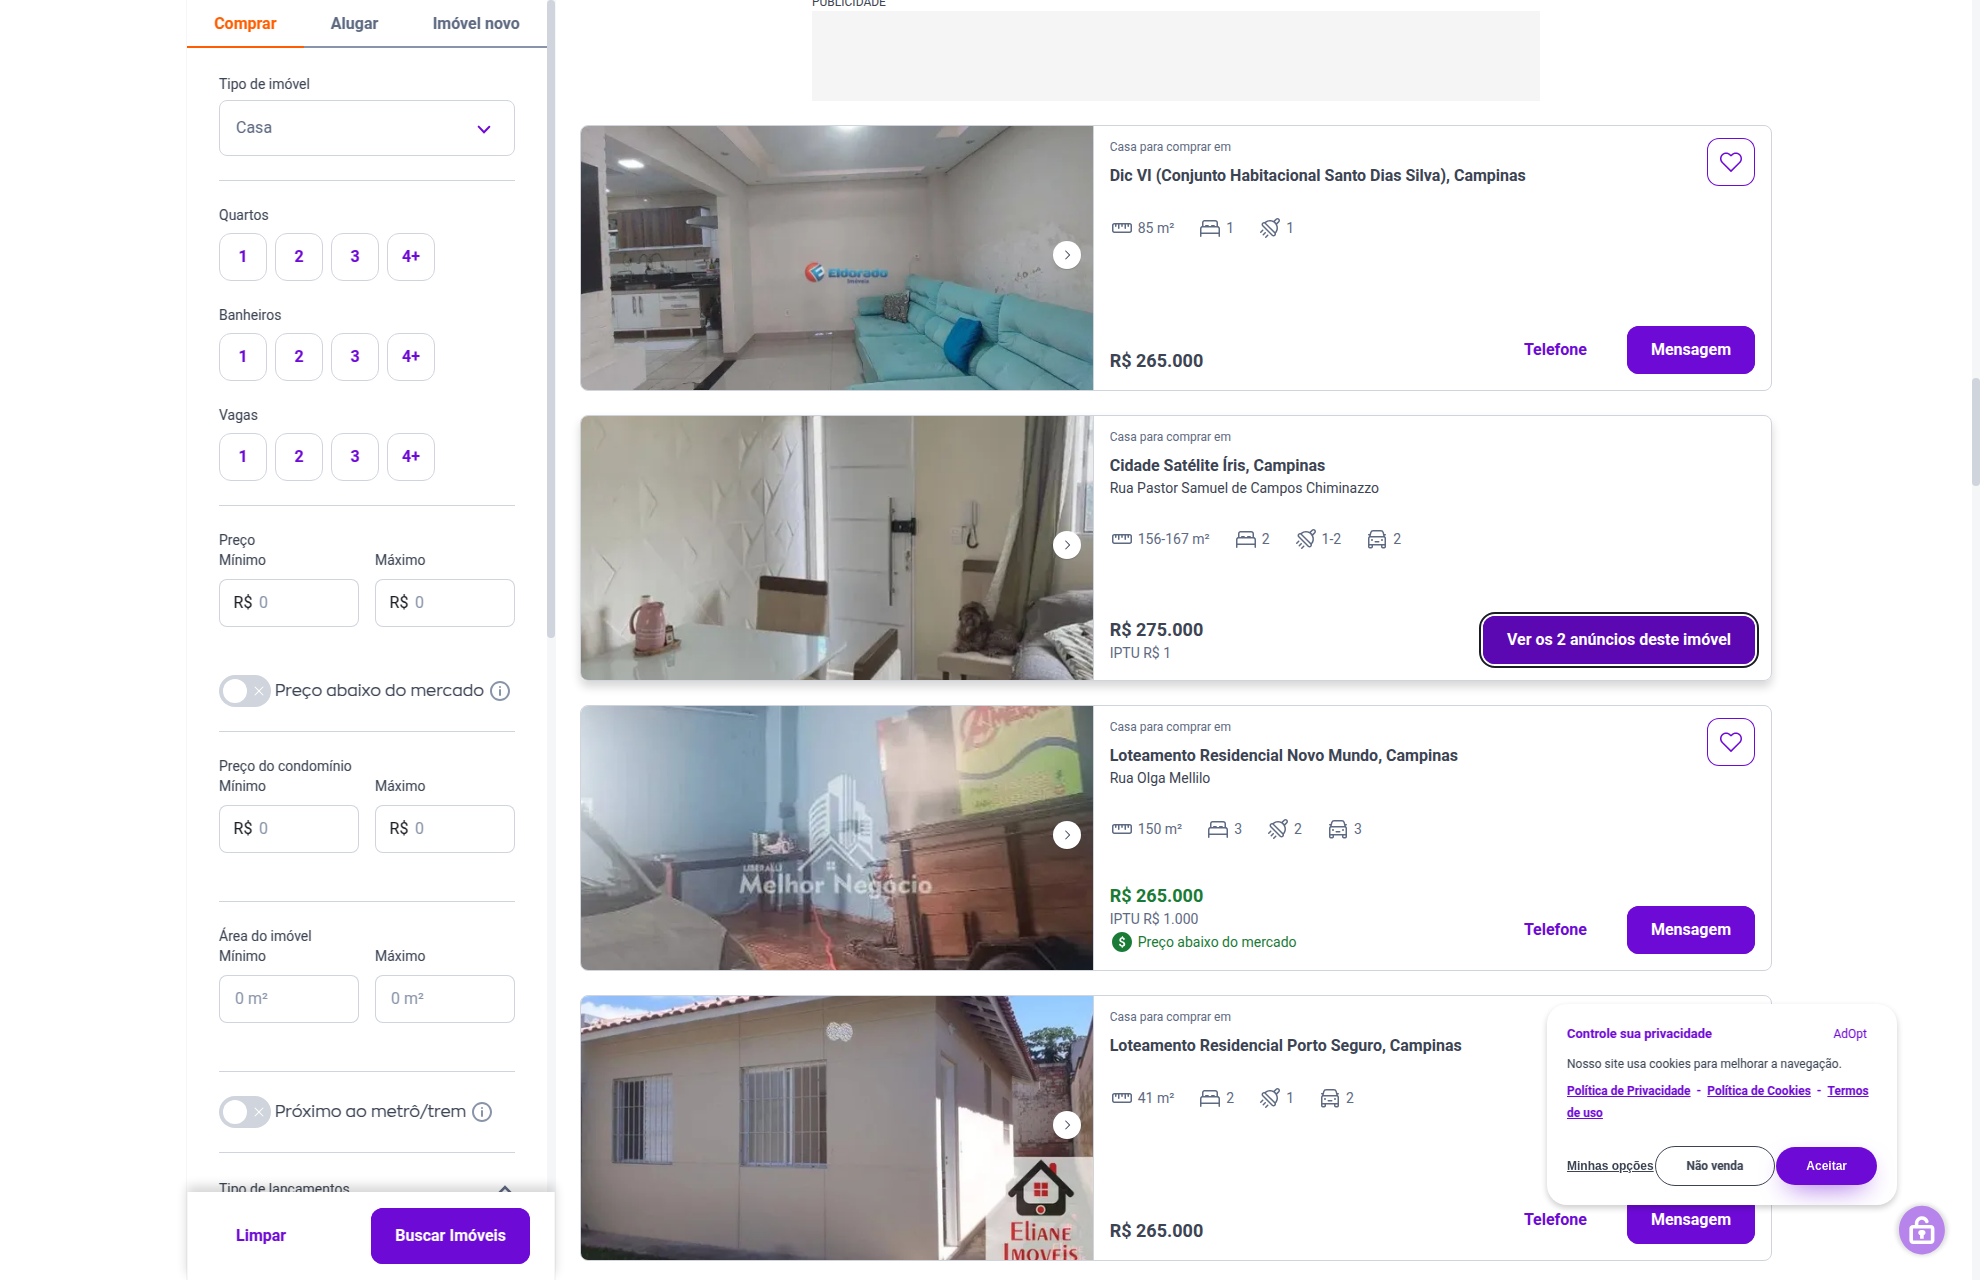 Comprar Alugar Imóvel novo
Tipo de imóvel
Casa
Quartos
1 2 3 4+
Banheiros
1 2 3 4+
Vagas
1 2 3 4+
Preço
Mínimo Máximo
R$ 0 R$ 0
Preço abaixo do mercado
Preço do condomínio
Mínimo Máximo
R$ 0 R$ 0
Área do imóvel
Mínimo Máximo
0 m² 0 m²
Próximo ao metrô/trem
Tipo de lançamentos
Limpar Buscar Imóveis
PUBLICIDADE
Eldorado
Imóveis
Casa para comprar em
Dic VI (Conjunto Habitacional Santo Dias Silva), Campinas
85 m² 1 1
R$ 265.000
Telefone Mensagem
Casa para comprar em
Cidade Satélite Íris, Campinas
Rua Pastor Samuel de Campos Chiminazzo
156-167 m² 2 1-2 2
R$ 275.000
IPTU R$ 1
Ver os 2 anúncios deste imóvel
LIBERALLI
Melhor Negócio
Casa para comprar em
Loteamento Residencial Novo Mundo, Campinas
Rua Olga Mellilo
150 m² 3 2 3
R$ 265.000
IPTU R$ 1.000
$ Preço abaixo do mercado
Telefone Mensagem
ELIANE
IMOVEIS
Casa para comprar em
Loteamento Residencial Porto Seguro, Campinas
41 m² 2 1 2
R$ 265.000
Telefone Mensagem
Controle sua privacidade AdOpt
Nosso site usa cookies para melhorar a navegação.
Política de Privacidade - Política de Cookies - Termos
de uso
Minhas opções Não venda Aceitar